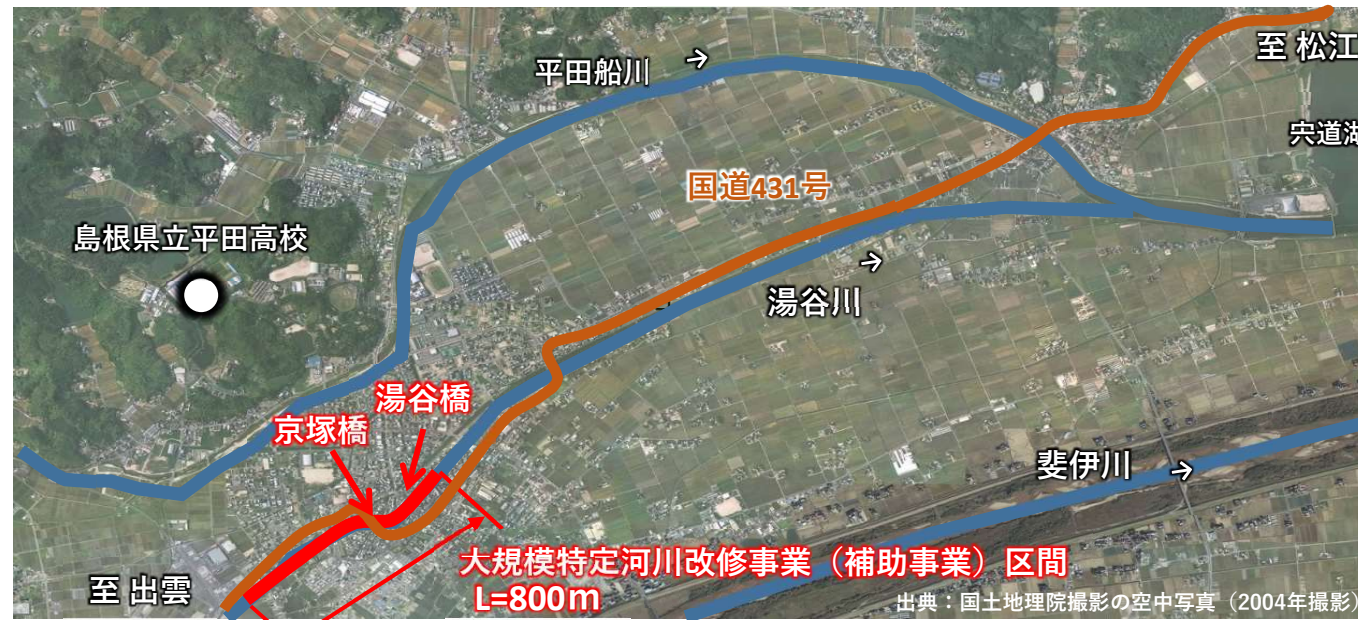 至 松江
平田船川
→
宍道湖
国道431号
島根県立平田高校
→
湯谷川
湯谷橋
京塚橋
斐伊川
→
大規模特定河川改修事業（補助事業）区間
L=800m
至 出雲
出典：国土地理院撮影の空中写真（2004年撮影）